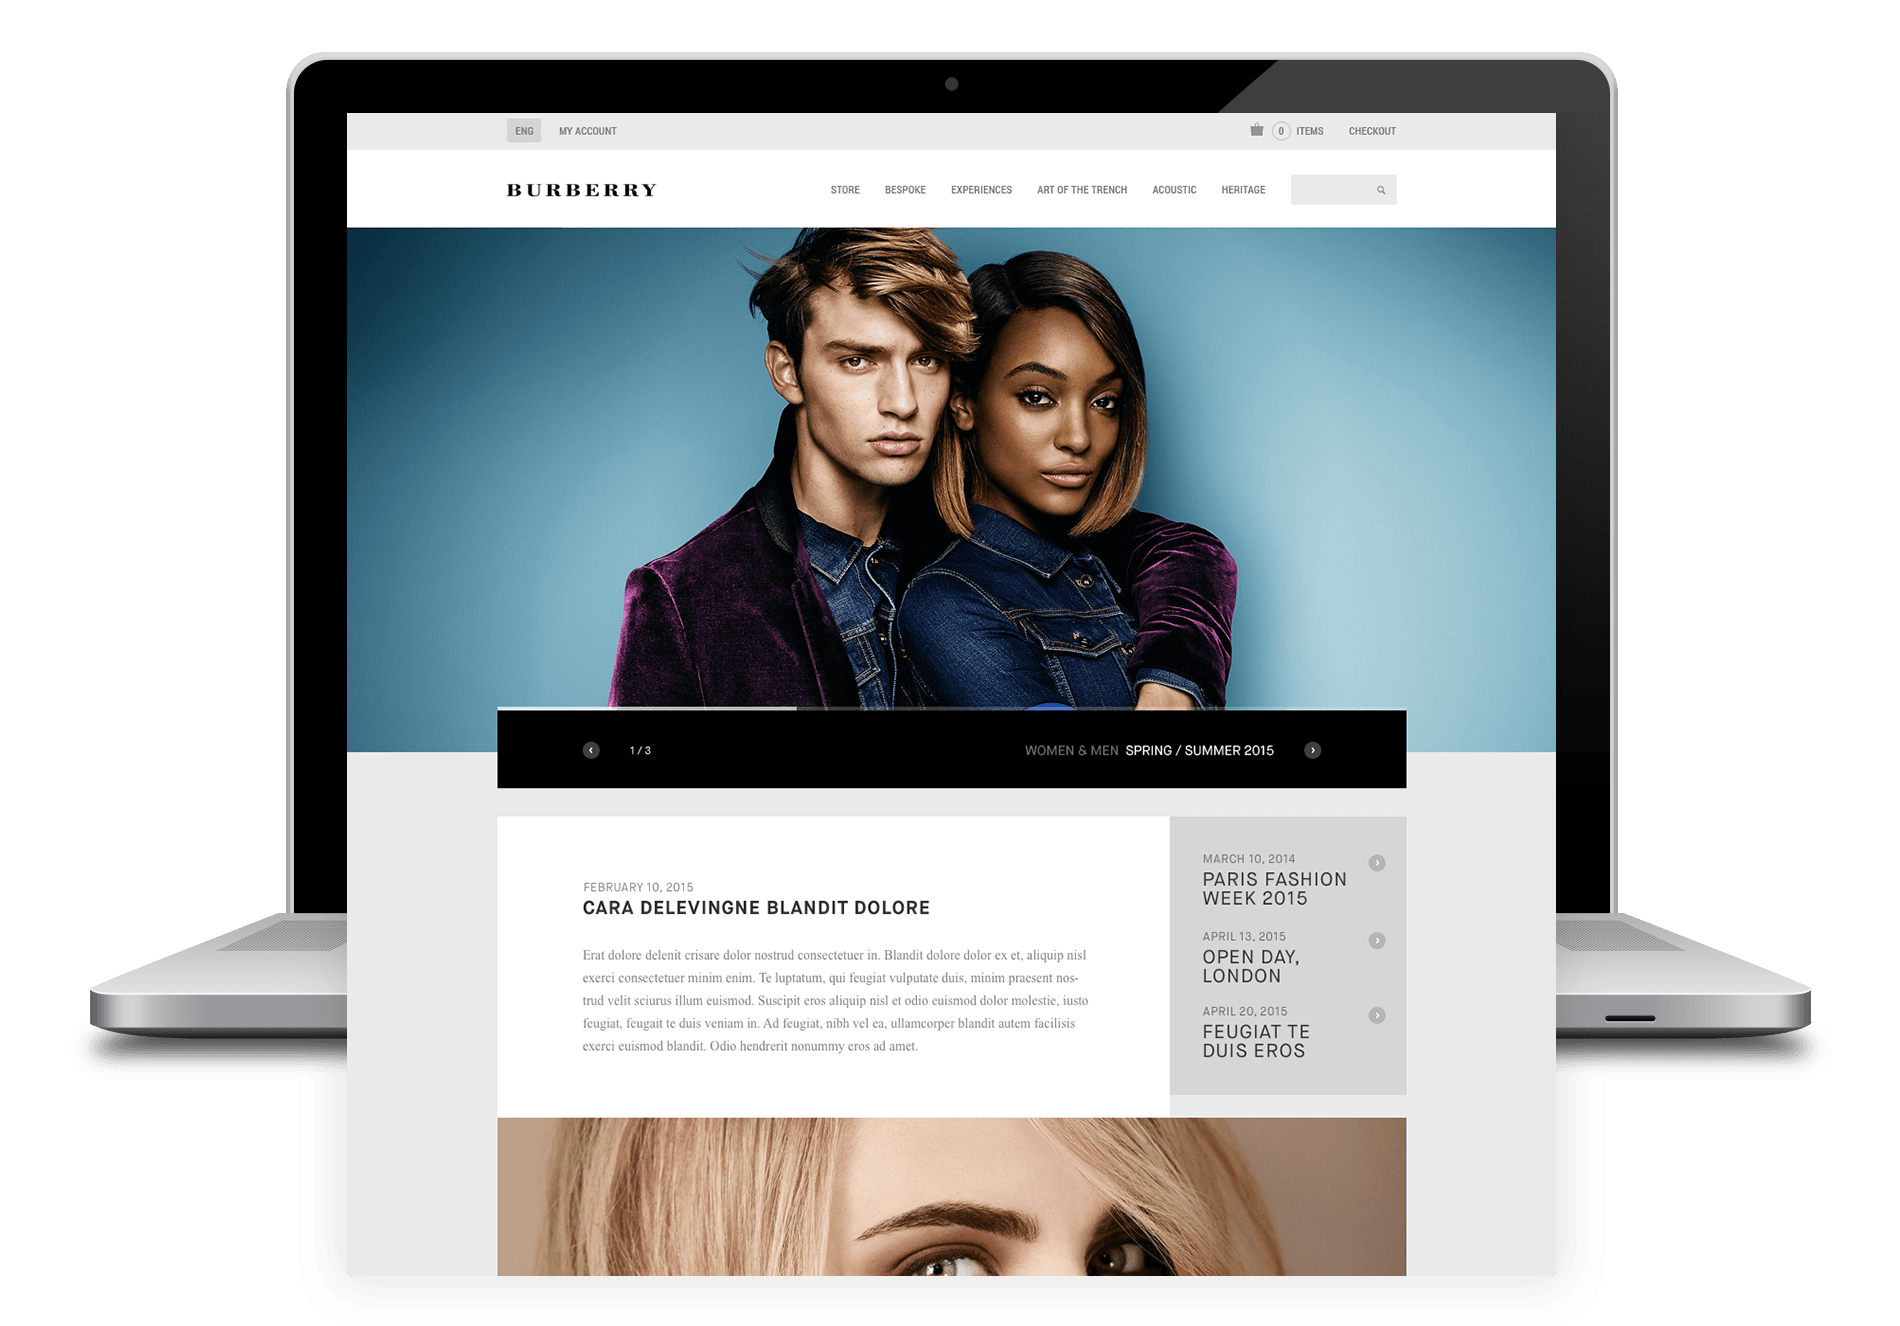 ENG MY ACCOUNT 0 ITEMS CHECKOUT
BURBERRY STORE BESPOKE EXPERIENCES ART OF THE TRENCH ACOUSTIC HERITAGE
1 / 3 WOMEN & MEN SPRING / SUMMER 2015
FEBRUARY 10, 2015
CARA DELEVINGNE BLANDIT DOLORE
Erat dolore delenit crisare dolor nostrud consectetuer in. Blandit dolore dolor ex et, aliquip nisl
exerci consectetuer minim enim. Te luptatum, qui feugiat vulputate duis, minim praesent nos-
trud velit sciurus illum euismod. Suscipit eros aliquip nisl et odio euismod dolor molestie, iusto
feugiat, feugait te duis veniam in. Ad feugiat, nibh vel ea, ullamcorper blandit autem facilisis
exerci euismod blandit. Odio hendrerit nonummy eros ad amet.
MARCH 10, 2014
PARIS FASHION
WEEK 2015
APRIL 13, 2015
OPEN DAY,
LONDON
APRIL 20, 2015
FEUGIAT TE
DUIS EROS